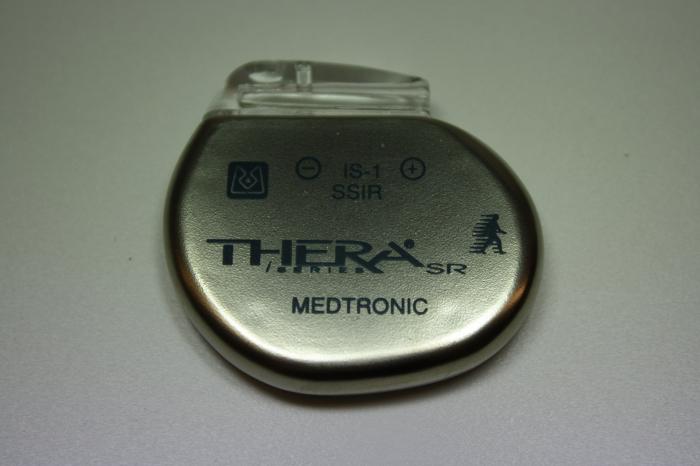 ⊖ IS-1 ⊕
SSIR
THERA® SR
i SERIES
MEDTRONIC